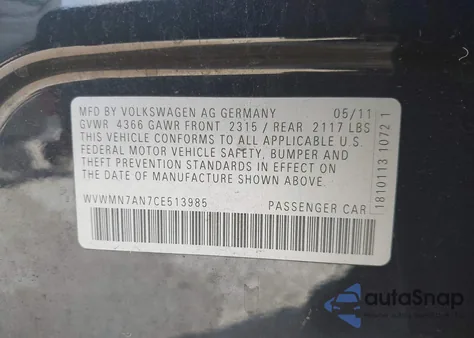 MFD BY VOLKSWAGEN AG GERMANY 05/11
GVWR 4366 GAWR FRONT 2315 / REAR 2117 LBS
THIS VEHICLE CONFORMS TO ALL APPLICABLE U.S.
FEDERAL MOTOR VEHICLE SAFETY, BUMPER AND
THEFT PREVENTION STANDARDS IN EFFECT ON
THE DATE OF MANUFACTURE SHOWN ABOVE.
WVWMN7AN7CE513985 PASSENGER CAR
1810113 1072 1
autoSnap